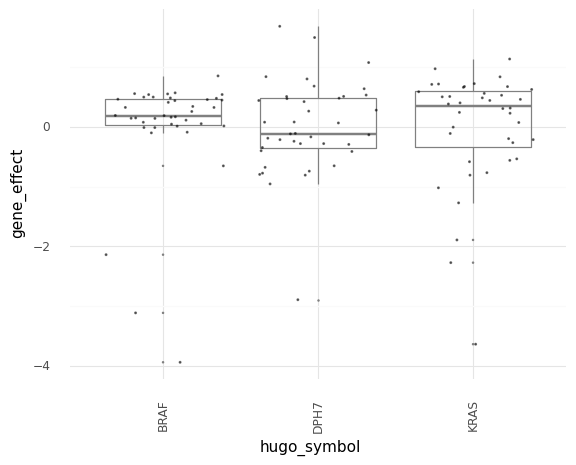 gene_effect
0
−2
−4
BRAF
DPH7
KRAS
hugo_symbol